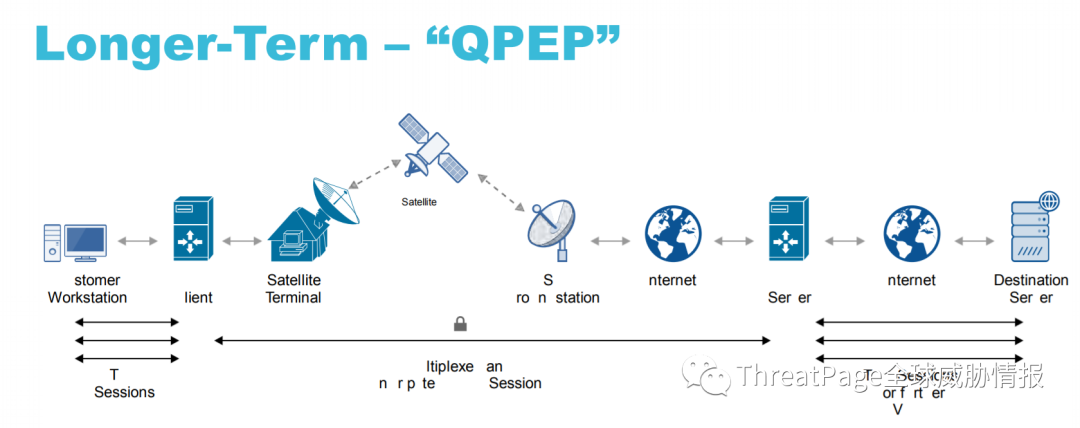 Longer-Term – “QPEP”
Satellite
stomer
Workstation
lient
Satellite
Terminal
S
ro n station
nternet
Ser er
nternet
Destination
Ser er
T
Sessions
ltiplexe an
n r pte Session
Sessions
or f rt er
V
ThreatPage全球威胁情报